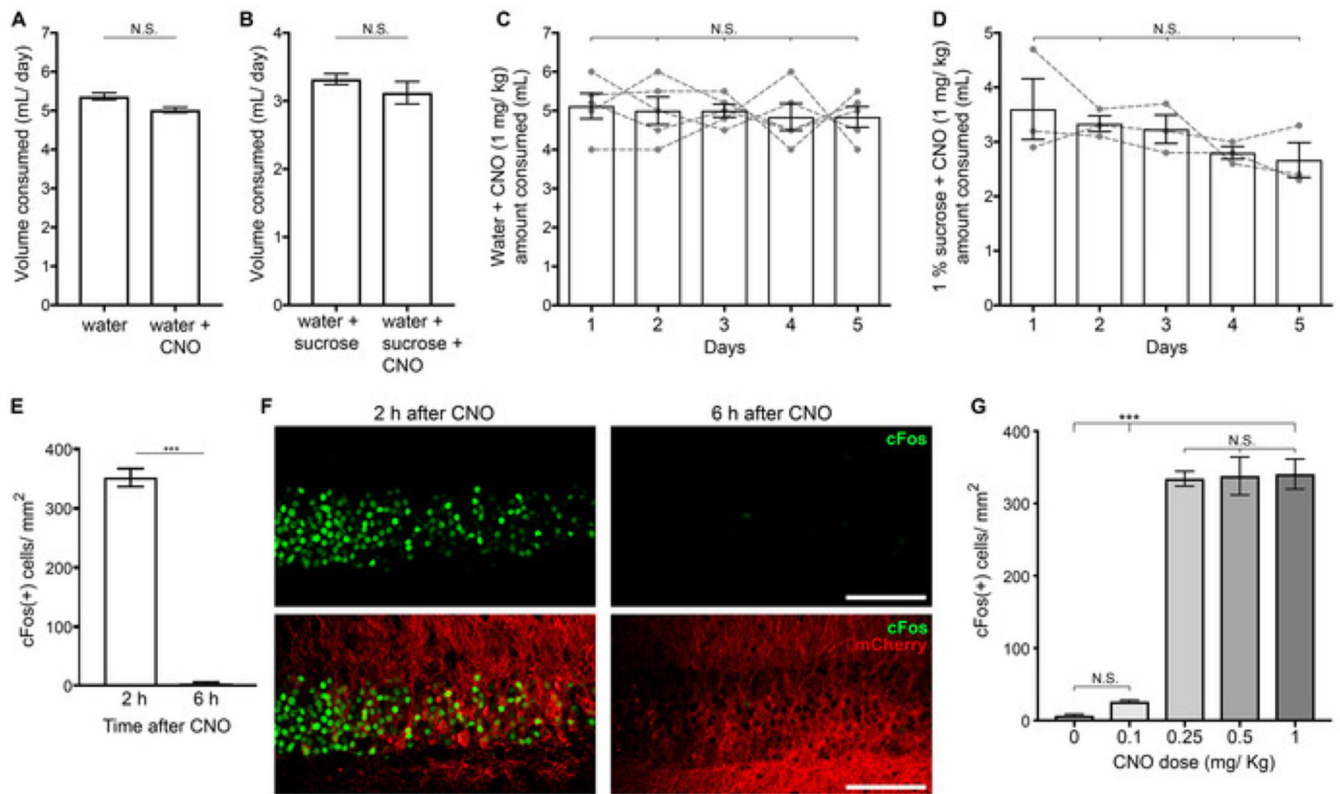 A
N.S.
Volume consumed (mL/ day)
7
6
5
4
3
2
1
0
water
water +
CNO
B
N.S.
Volume consumed (mL/ day)
4
3
2
1
0
water +
sucrose
water +
sucrose +
CNO
C
N.S.
Water + CNO (1 mg/ kg)
amount consumed (mL)
7
6
5
4
3
2
1
0
1 2 3 4 5
Days
D
N.S.
1 % sucrose + CNO (1 mg/ kg)
amount consumed (mL)
5
4
3
2
1
0
1 2 3 4 5
Days
E
***
cFos(+) cells/ mm²
400
300
200
100
0
2 h 6 h
Time after CNO
F
2 h after CNO
6 h after CNO
cFos
cFos
mCherry
G
***
N.S.
N.S.
cFos(+) cells/ mm²
400
300
200
100
0
0 0.1 0.25 0.5 1
CNO dose (mg/ Kg)